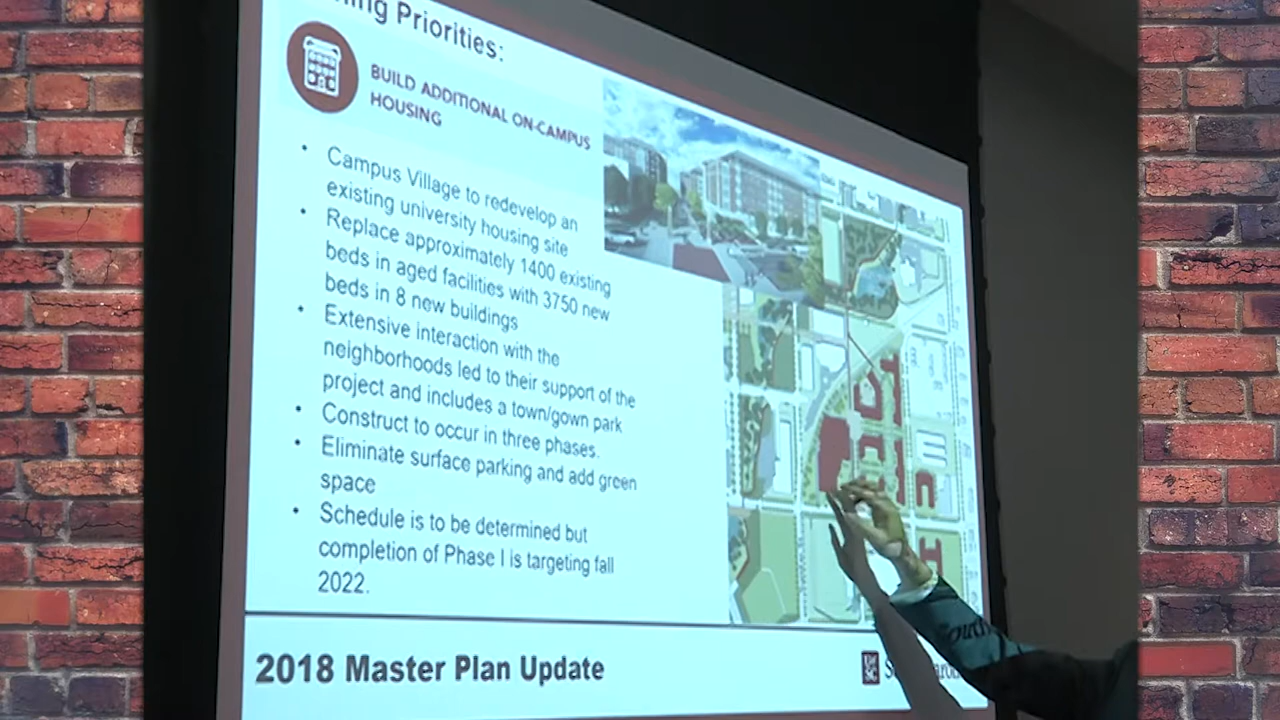 Priorities:
BUILD ADDITIONAL ON-CAMPUS
HOUSING
• Campus Village to redevelop an
existing university housing site
• Replace approximately 1400 existing
beds in aged facilities with 3750 new
beds in 8 new buildings
• Extensive interaction with the
neighborhoods led to their support of the
project and includes a town/gown park
• Construct to occur in three phases.
• Eliminate surface parking and add green
space
• Schedule is to be determined but
completion of Phase I is targeting fall
2022.
2018 Master Plan Update